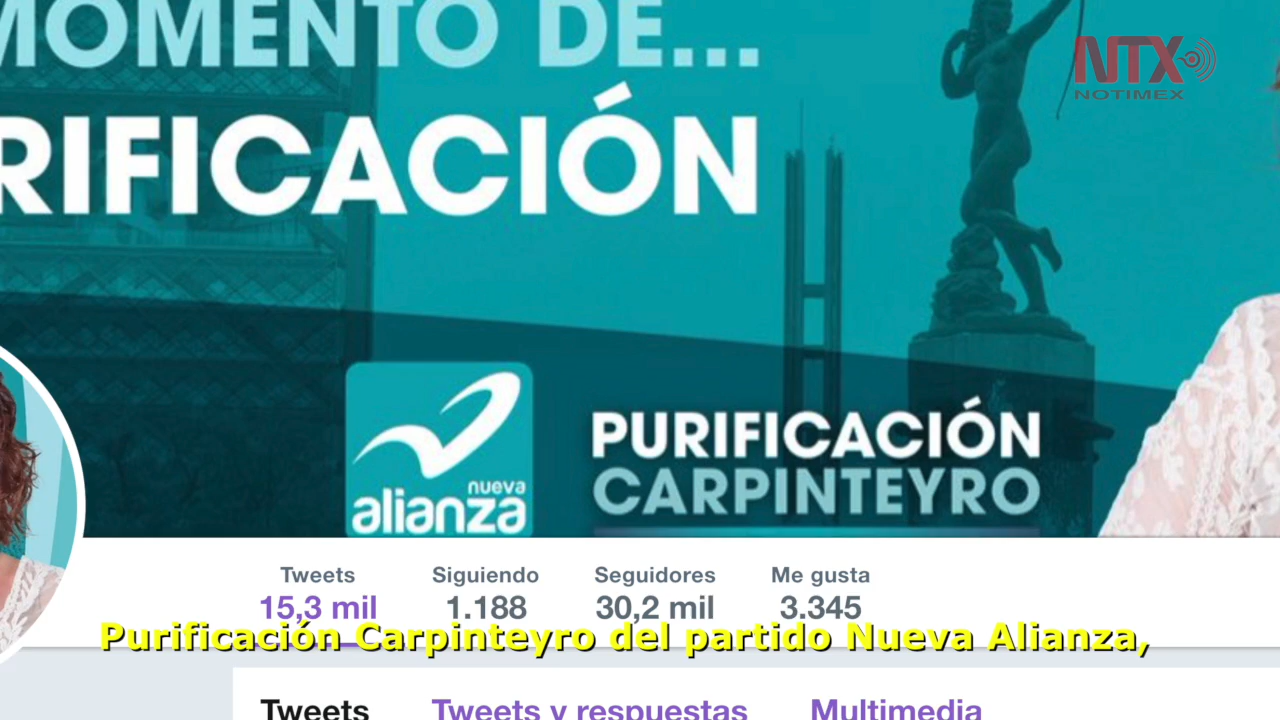 MOMENTO DE...
RIFICACIÓN
NTX
NOTIMEX
nueva
alianza
PURIFICACIÓN
CARPINTEYRO
Tweets Siguiendo Seguidores Me gusta
15,3 mil 1.188 30,2 mil 3.345
Purificación Carpinteyro del partido Nueva Alianza,
Tweets Tweets y respuestas Multimedia